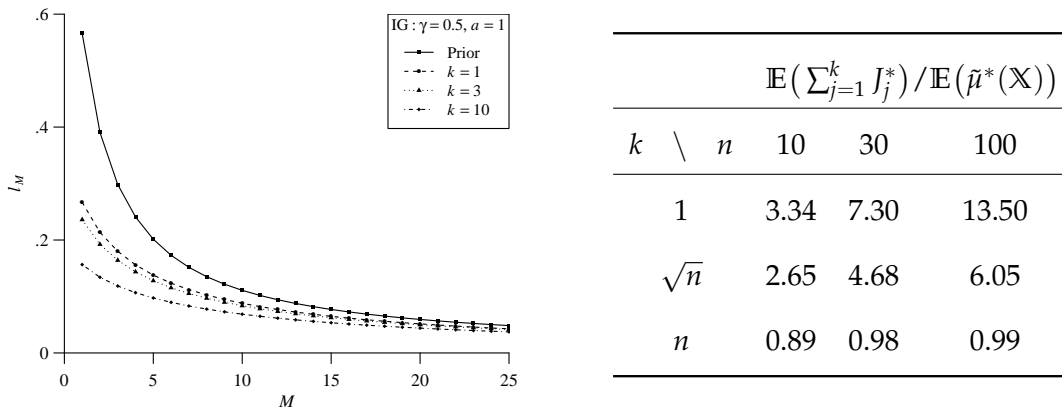 .6
.4
.2
0
l_M
0 5 10 15 20 25
M
IG : γ = 0.5, a = 1
Prior
k = 1
k = 3
k = 10
𝔼(∑_{j=1}^{k} J_j^*)/𝔼(μ̃^*(𝕏))
k \ n 10 30 100
1 3.34 7.30 13.50
√n 2.65 4.68 6.05
n 0.89 0.98 0.99